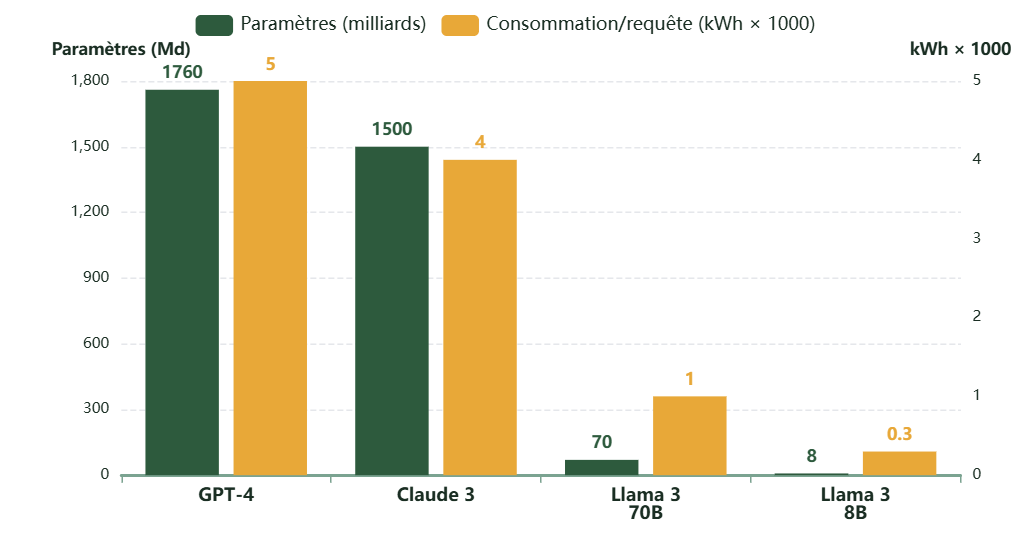 Paramètres (milliards) Consommation/requête (kWh × 1000)
Paramètres (Md) kWh × 1000
1760 5
1,800 5
1500
1,500 4 4
1,200
3
900
2
600
1
300 1
70 8 0.3
0 0
GPT-4 Claude 3 Llama 3 Llama 3
70B 8B